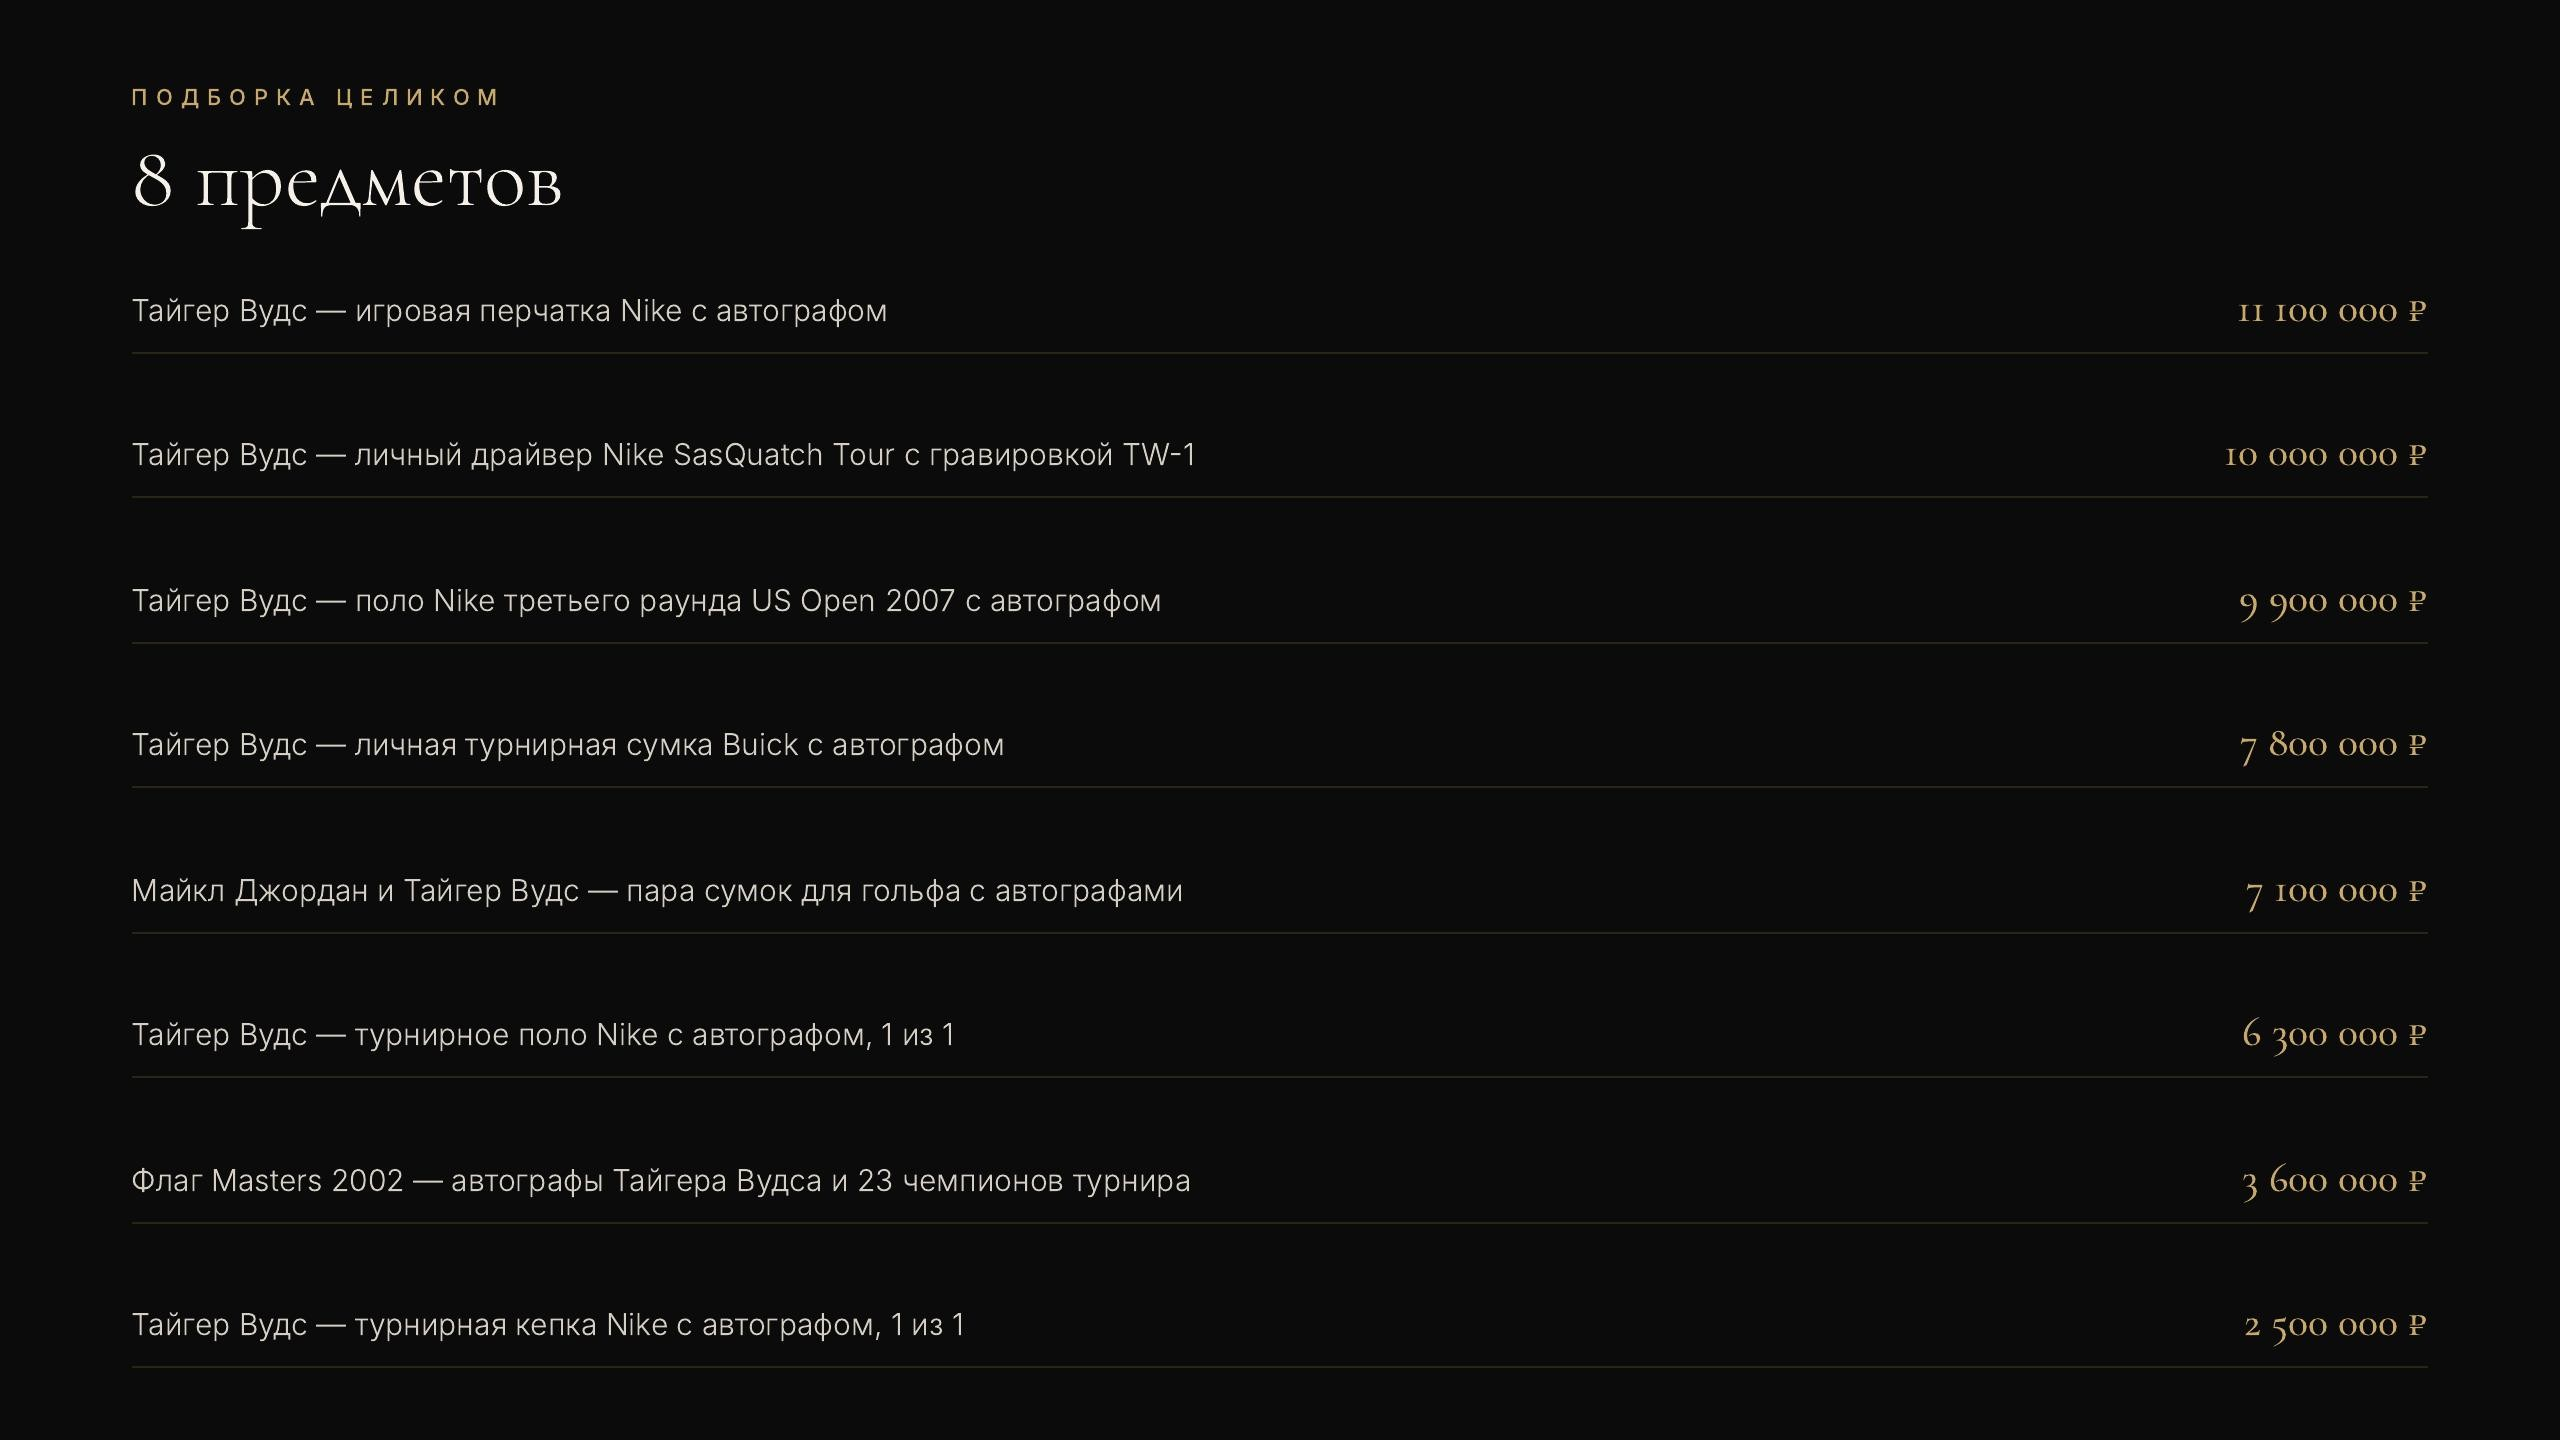 ПОДБОРКА ЦЕЛИКОМ
8 предметов
Тайгер Вудс — игровая перчатка Nike с автографом 11 100 000 ₽
Тайгер Вудс — личный драйвер Nike SasQuatch Tour с гравировкой TW-1 10 000 000 ₽
Тайгер Вудс — поло Nike третьего раунда US Open 2007 с автографом 9 900 000 ₽
Тайгер Вудс — личная турнирная сумка Buick с автографом 7 800 000 ₽
Майкл Джордан и Тайгер Вудс — пара сумок для гольфа с автографами 7 100 000 ₽
Тайгер Вудс — турнирное поло Nike с автографом, 1 из 1 6 300 000 ₽
Флаг Masters 2002 — автографы Тайгера Вудса и 23 чемпионов турнира 3 600 000 ₽
Тайгер Вудс — турнирная кепка Nike с автографом, 1 из 1 2 500 000 ₽